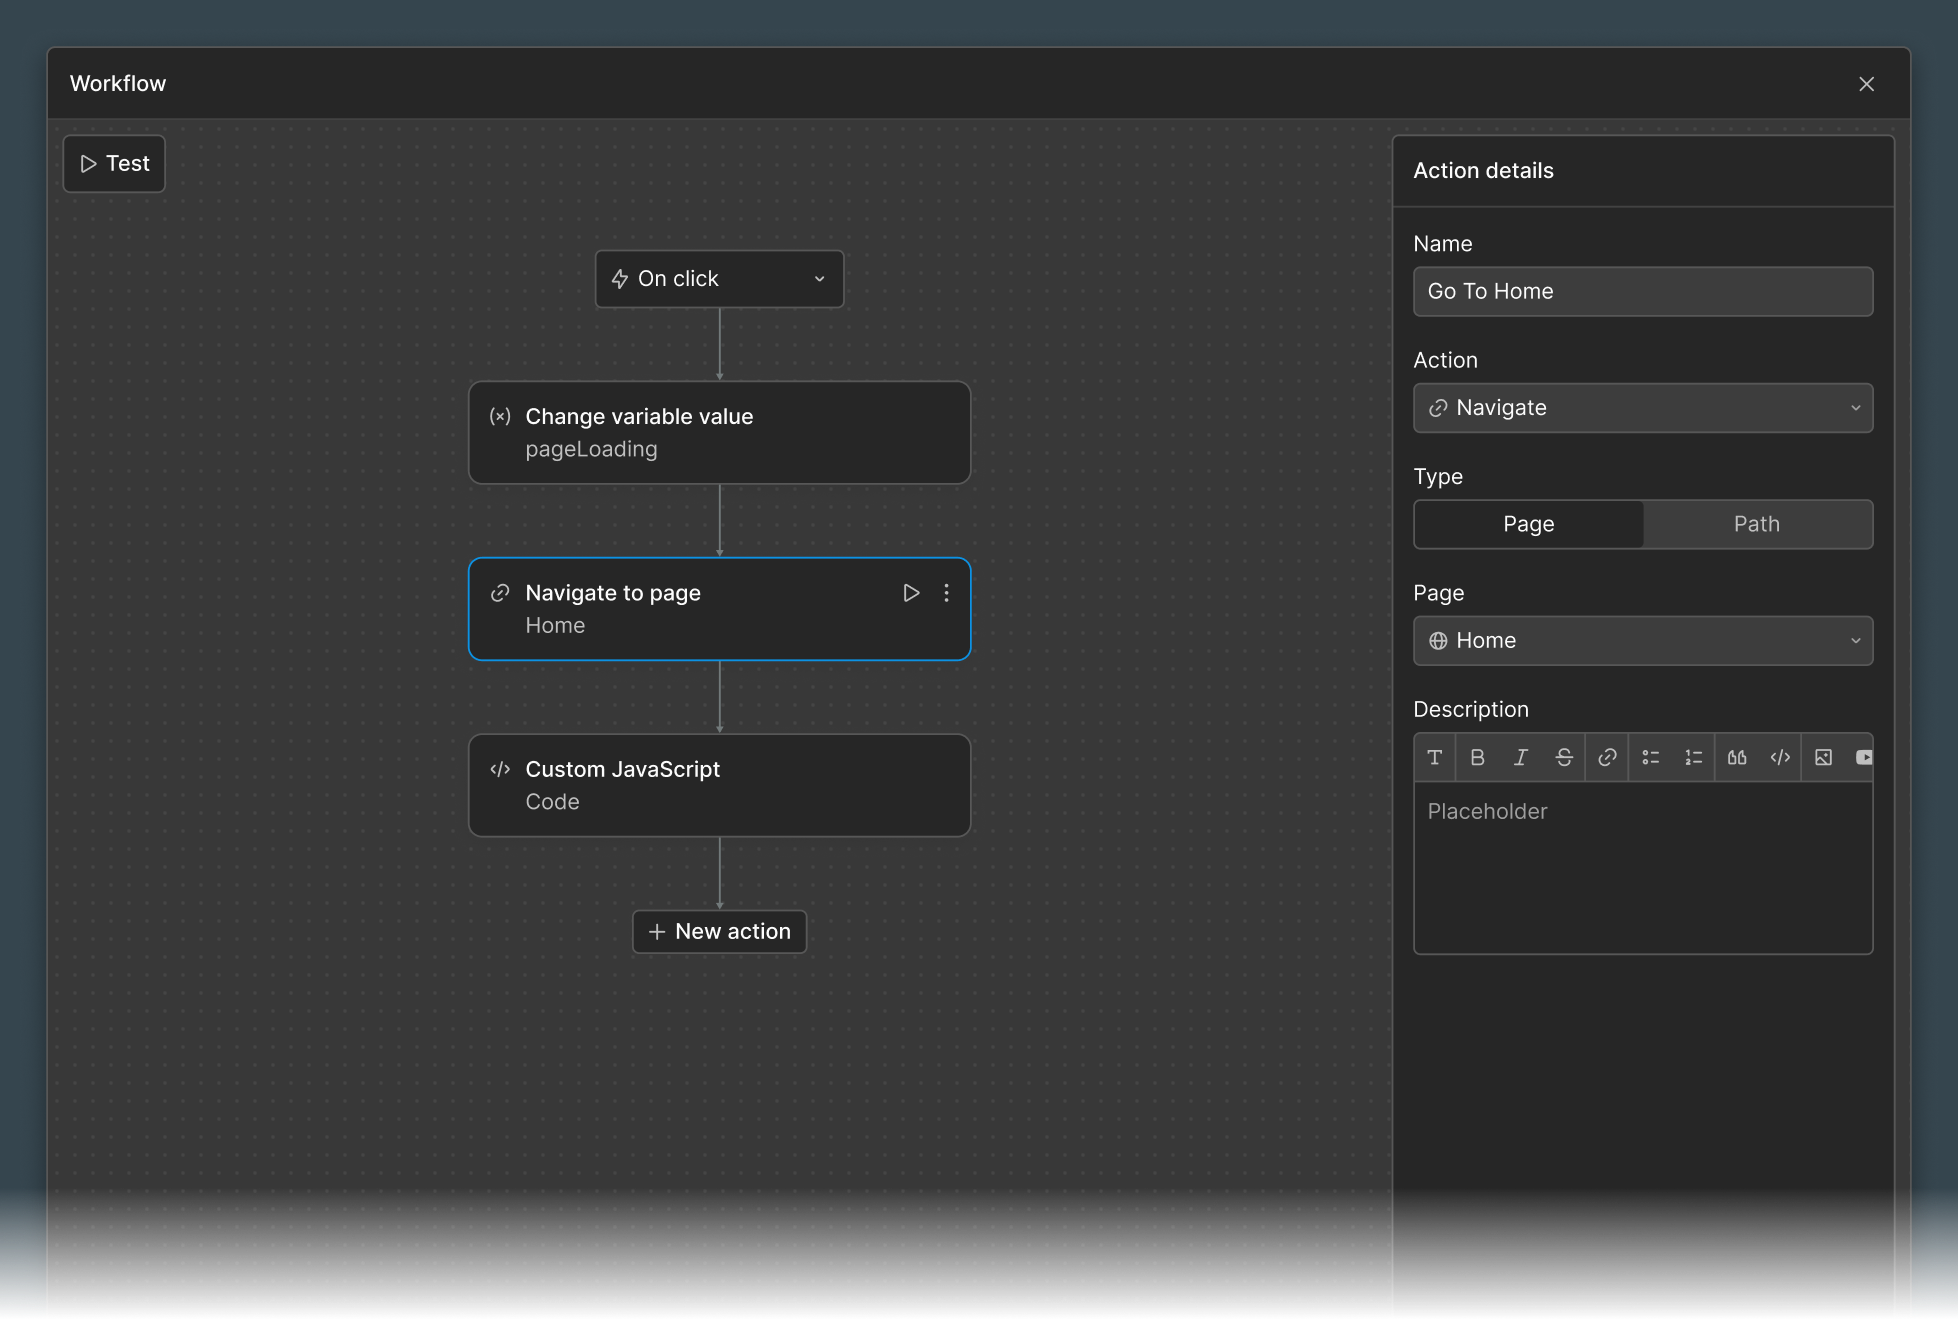 Workflow
Test
On click
Change variable value
pageLoading
Navigate to page
Home
Custom JavaScript
Code
New action
Action details
Name
Go To Home
Action
Navigate
Type
Page Path
Page
Home
Description
Placeholder